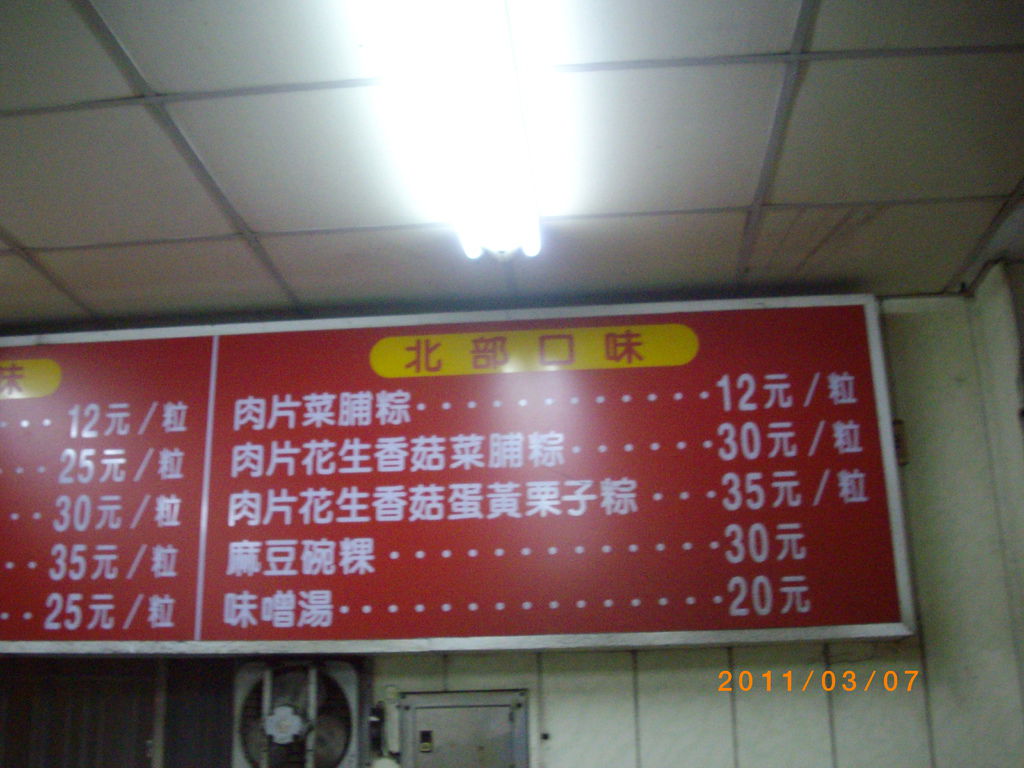 味
12元/粒
25元/粒
30元/粒
35元/粒
25元/粒
北部口味
肉片菜脯粽············12元/粒
肉片花生香菇菜脯粽······30元/粒
肉片花生香菇蛋黃栗子粽···35元/粒
麻豆碗粿··············30元
味噌湯················20元
2011/03/07